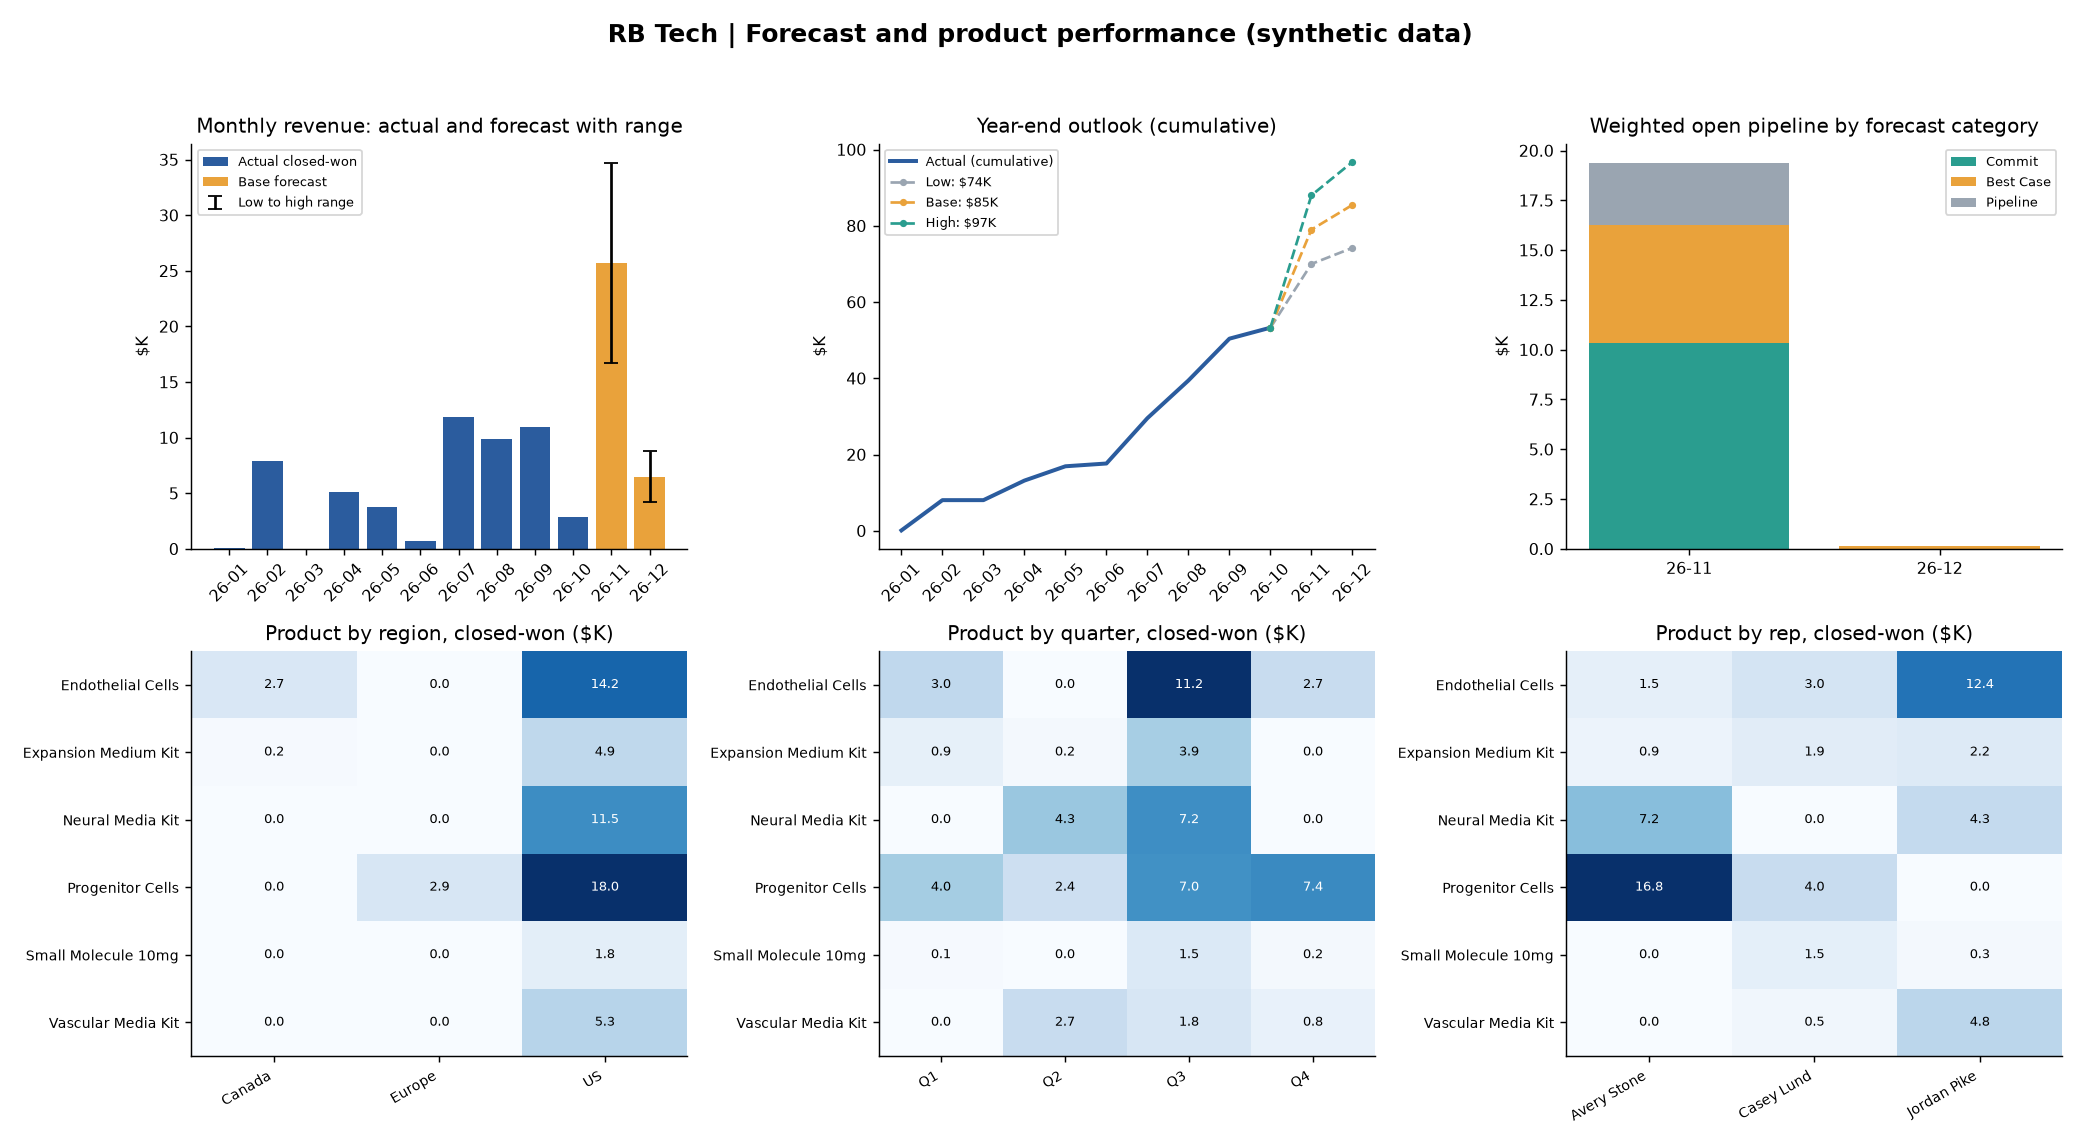 RB Tech | Forecast and product performance (synthetic data)
Monthly revenue: actual and forecast with range
Actual closed-won
Base forecast
Low to high range
$K
35
30
25
20
15
10
5
0
26-01
26-02
26-03
26-04
26-05
26-06
26-07
26-08
26-09
26-10
26-11
26-12
Year-end outlook (cumulative)
Actual (cumulative)
Low: $74K
Base: $85K
High: $97K
$K
100
80
60
40
20
0
26-01
26-02
26-03
26-04
26-05
26-06
26-07
26-08
26-09
26-10
26-11
26-12
Weighted open pipeline by forecast category
Commit
Best Case
Pipeline
$K
20.0
17.5
15.0
12.5
10.0
7.5
5.0
2.5
0.0
26-11
26-12
Product by region, closed-won ($K)
Endothelial Cells 2.7 0.0 14.2
Expansion Medium Kit 0.2 0.0 4.9
Neural Media Kit 0.0 0.0 11.5
Progenitor Cells 0.0 2.9 18.0
Small Molecule 10mg 0.0 0.0 1.8
Vascular Media Kit 0.0 0.0 5.3
Canada Europe US
Product by quarter, closed-won ($K)
Endothelial Cells 3.0 0.0 11.2 2.7
Expansion Medium Kit 0.9 0.2 3.9 0.0
Neural Media Kit 0.0 4.3 7.2 0.0
Progenitor Cells 4.0 2.4 7.0 7.4
Small Molecule 10mg 0.1 0.0 1.5 0.2
Vascular Media Kit 0.0 2.7 1.8 0.8
Q1 Q2 Q3 Q4
Product by rep, closed-won ($K)
Endothelial Cells 1.5 3.0 12.4
Expansion Medium Kit 0.9 1.9 2.2
Neural Media Kit 7.2 0.0 4.3
Progenitor Cells 16.8 4.0 0.0
Small Molecule 10mg 0.0 1.5 0.3
Vascular Media Kit 0.0 0.5 4.8
Avery Stone Casey Lund Jordan Pike